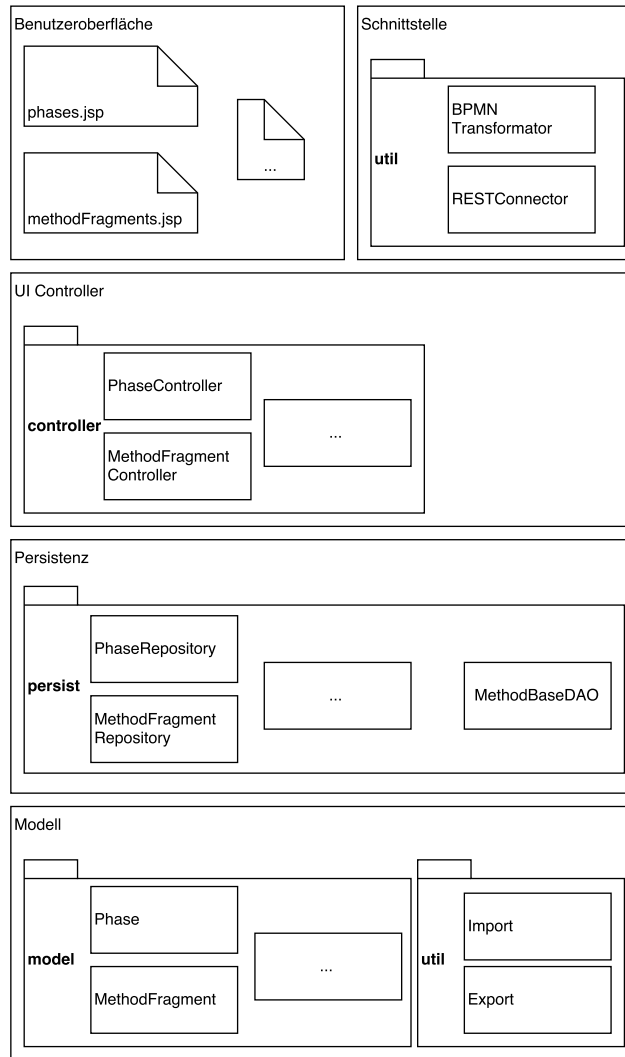 Benutzeroberfläche
phases.jsp
methodFragments.jsp
...
Schnittstelle
util
BPMN
Transformator
RESTConnector
UI Controller
controller
PhaseController
MethodFragment
Controller
...
Persistenz
persist
PhaseRepository
MethodFragment
Repository
...
MethodBaseDAO
Modell
model
Phase
MethodFragment
...
util
Import
Export